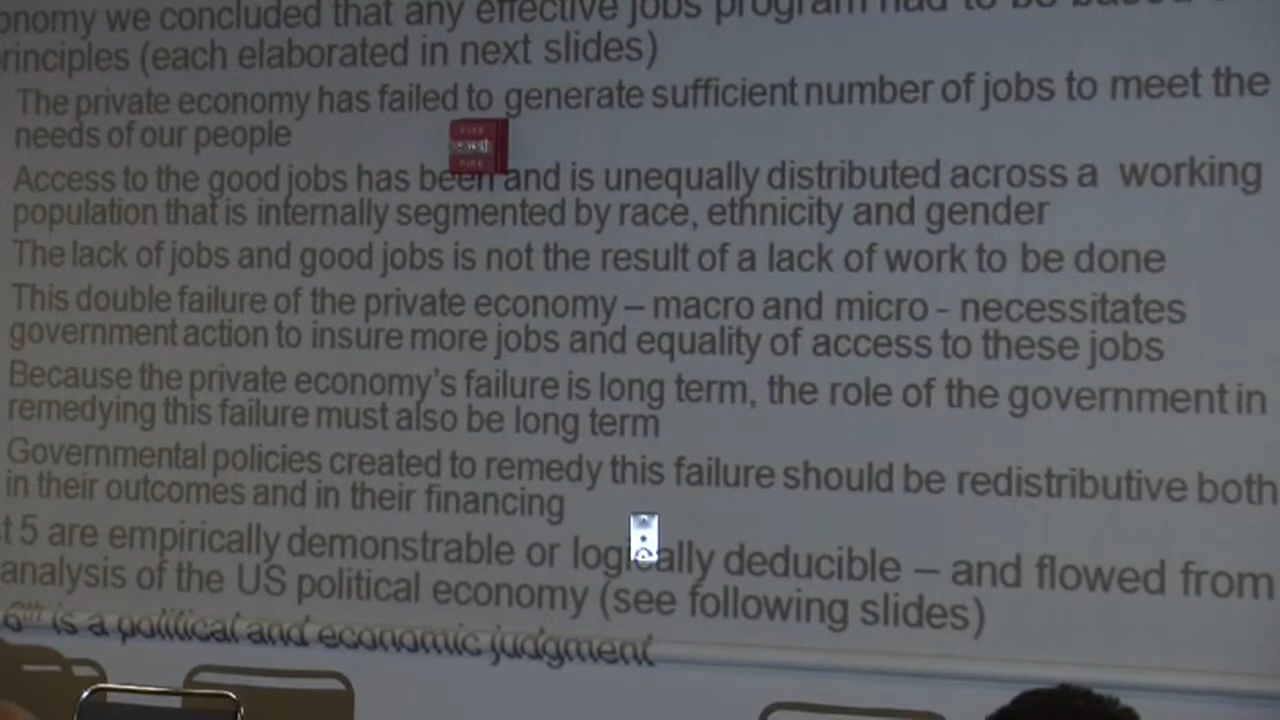 onomy we concluded that any effective jobs program had to be based
rinciples (each elaborated in next slides)
The private economy has failed to generate sufficient number of jobs to meet the
needs of our people
FIRE
FIRE
Access to the good jobs has been and is unequally distributed across a working
population that is internally segmented by race, ethnicity and gender
The lack of jobs and good jobs is not the result of a lack of work to be done
This double failure of the private economy – macro and micro - necessitates
government action to insure more jobs and equality of access to these jobs
Because the private economy's failure is long term, the role of the government in
remedying this failure must also be long term
Governmental policies created to remedy this failure should be redistributive both
in their outcomes and in their financing
t 5 are empirically demonstrable or logically deducible – and flowed from
analysis of the US political economy (see following slides)
6th is a political and economic judgment